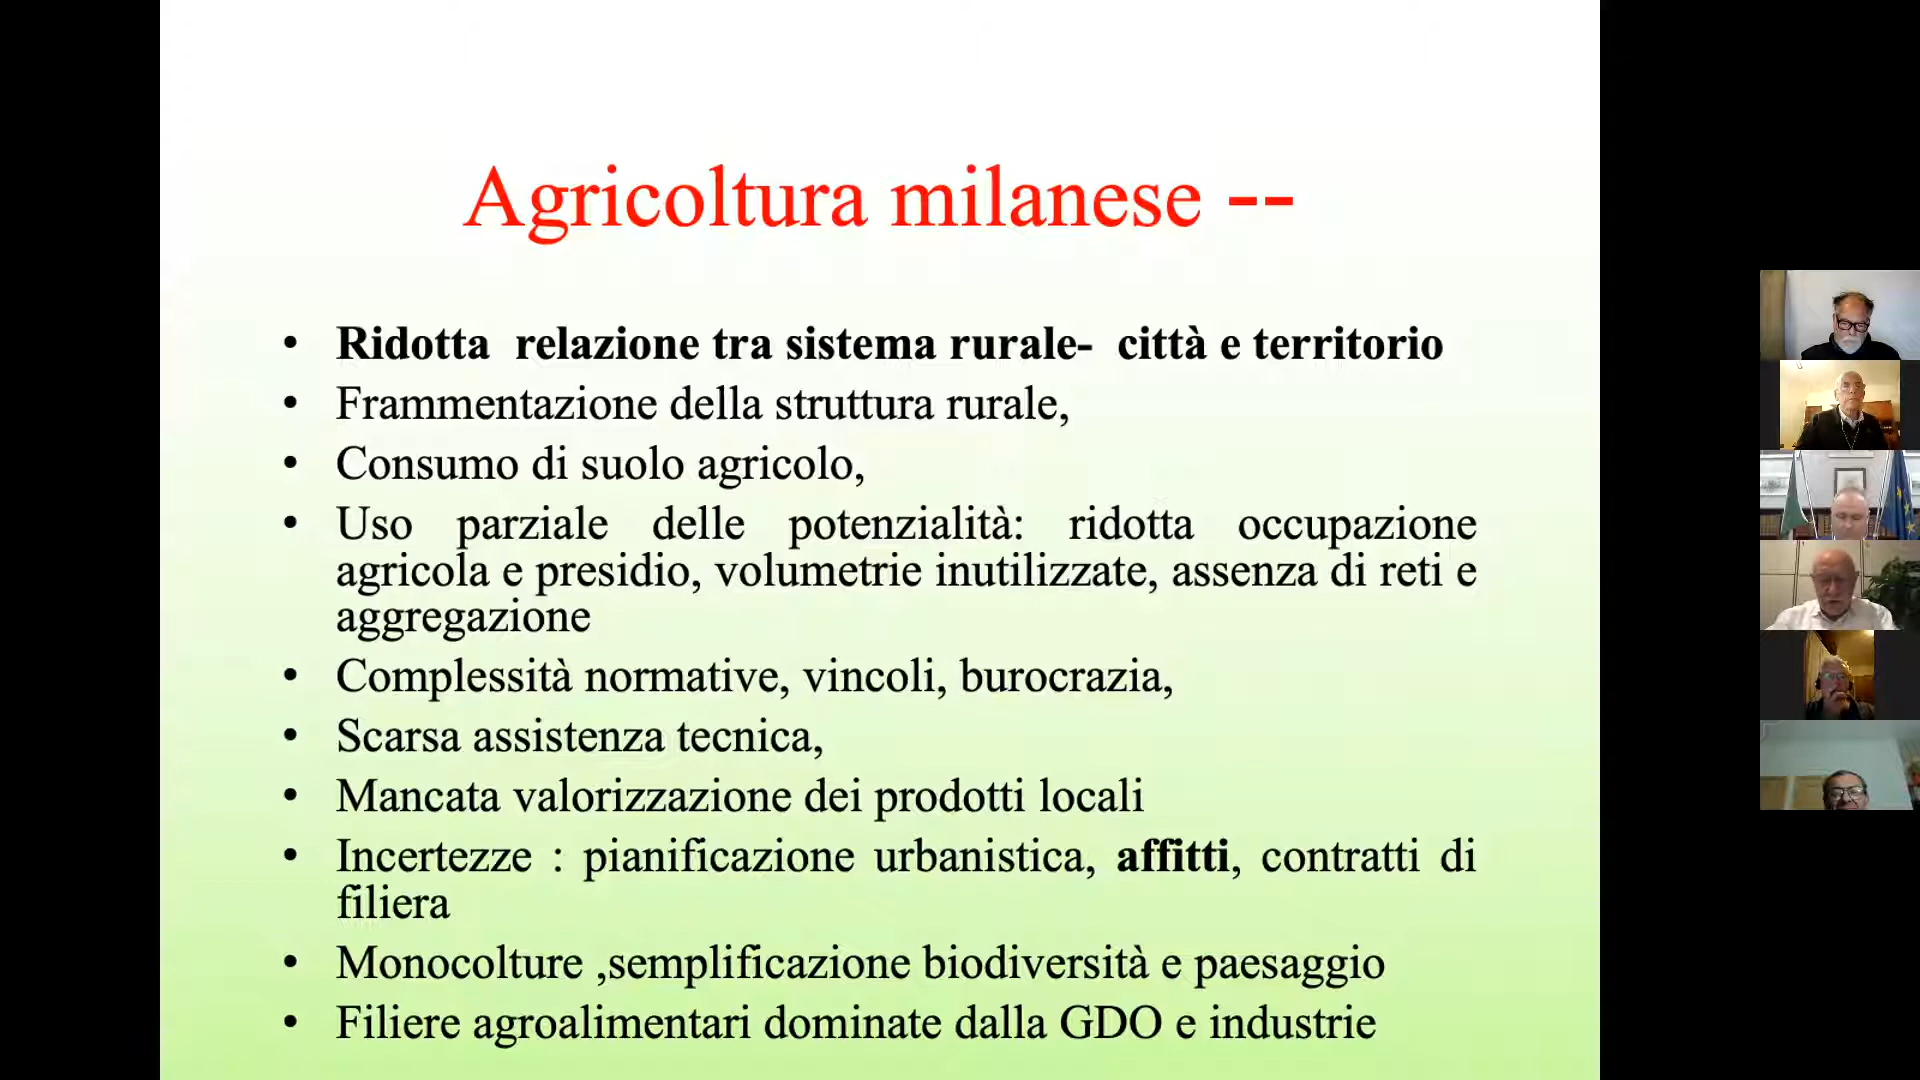 Agricoltura milanese --
• Ridotta  relazione tra sistema rurale-  città e territorio
• Frammentazione della struttura rurale,
• Consumo di suolo agricolo,
• Uso parziale delle potenzialità: ridotta occupazione
agricola e presidio, volumetrie inutilizzate, assenza di reti e
aggregazione
• Complessità normative, vincoli, burocrazia,
• Scarsa assistenza tecnica,
• Mancata valorizzazione dei prodotti locali
• Incertezze : pianificazione urbanistica, affitti, contratti di
filiera
• Monocolture ,semplificazione biodiversità e paesaggio
• Filiere agroalimentari dominate dalla GDO e industrie